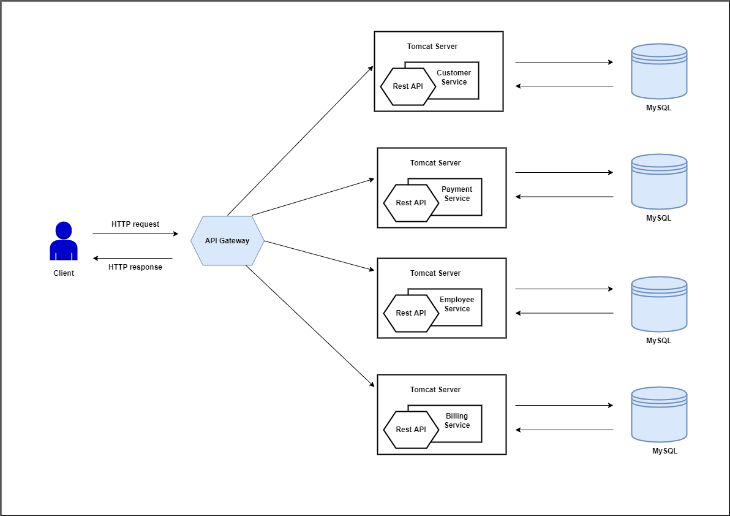 Tomcat Server
Customer
Service
Rest API
MySQL
Tomcat Server
Payment
Service
Rest API
MySQL
HTTP request
API Gateway
HTTP response
Client
Tomcat Server
Employee
Service
Rest API
MySQL
Tomcat Server
Billing
Service
Rest API
MySQL